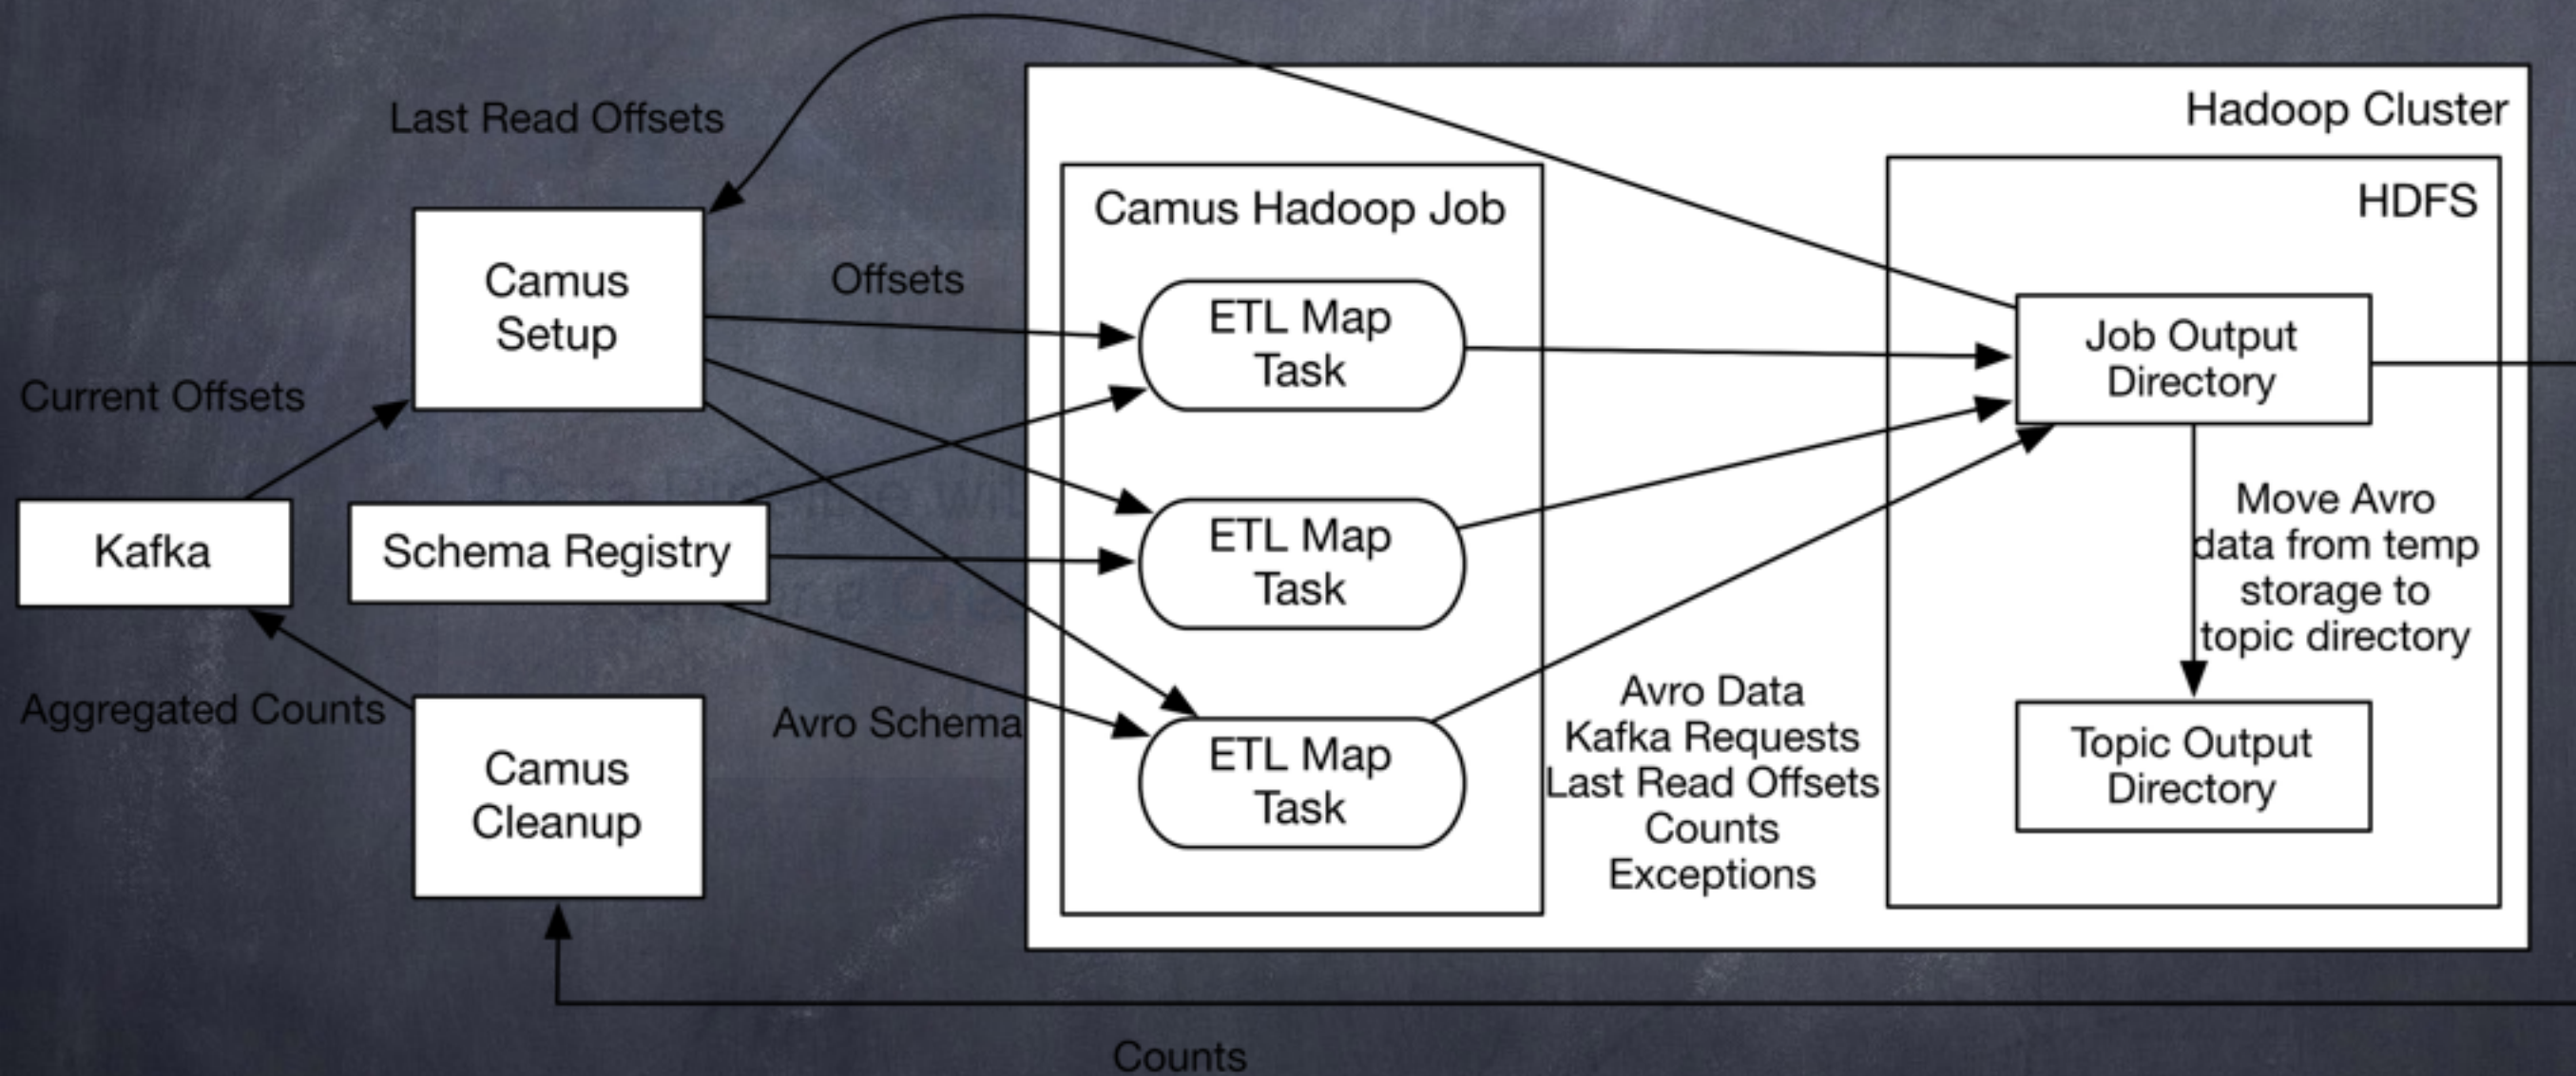 Last Read Offsets
Hadoop Cluster
HDFS
Camus Hadoop Job
Camus
Setup
Offsets
ETL Map
Task
Job Output
Directory
Current Offsets
Kafka
Schema Registry
ETL Map
Task
Move Avro
data from temp
storage to
topic directory
Aggregated Counts
Avro Schema
Camus
Cleanup
ETL Map
Task
Avro Data
Kafka Requests
Last Read Offsets
Counts
Exceptions
Topic Output
Directory
Counts